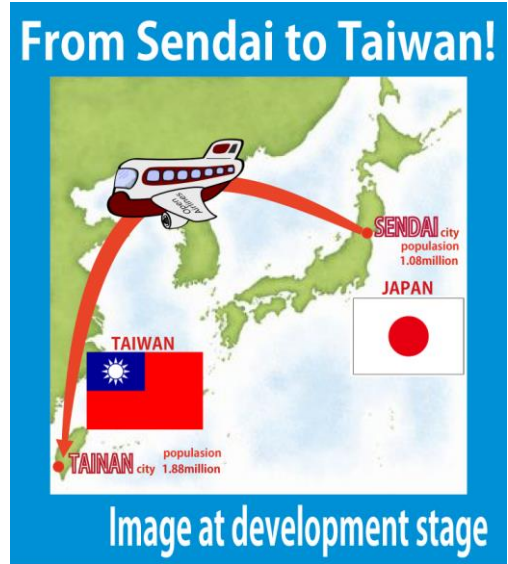 From Sendai to Taiwan!
Open
Airlines
SENDAI city
populasion
1.08million
JAPAN
TAIWAN
populasion
TAINAN city 1.88million
Image at development stage